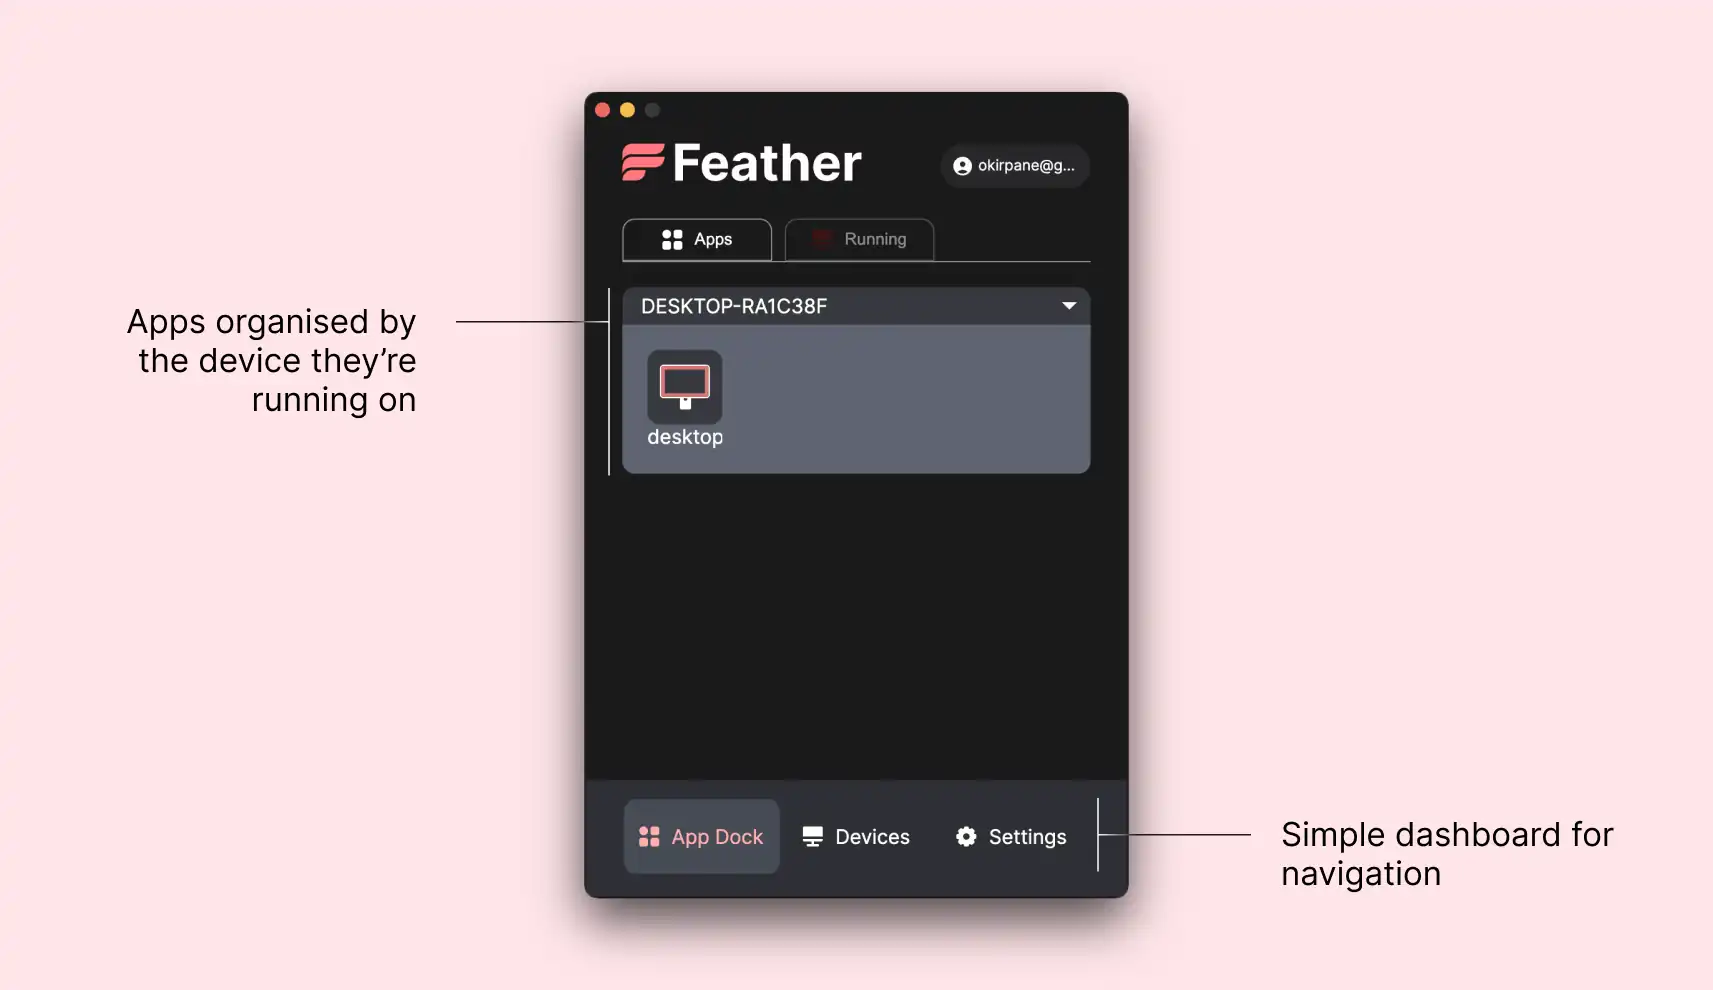 Feather
okirpane@g...
Apps
Running
DESKTOP-RA1C38F
desktop
Apps organised by
the device they’re
running on
App Dock
Devices
Settings
Simple dashboard for
navigation